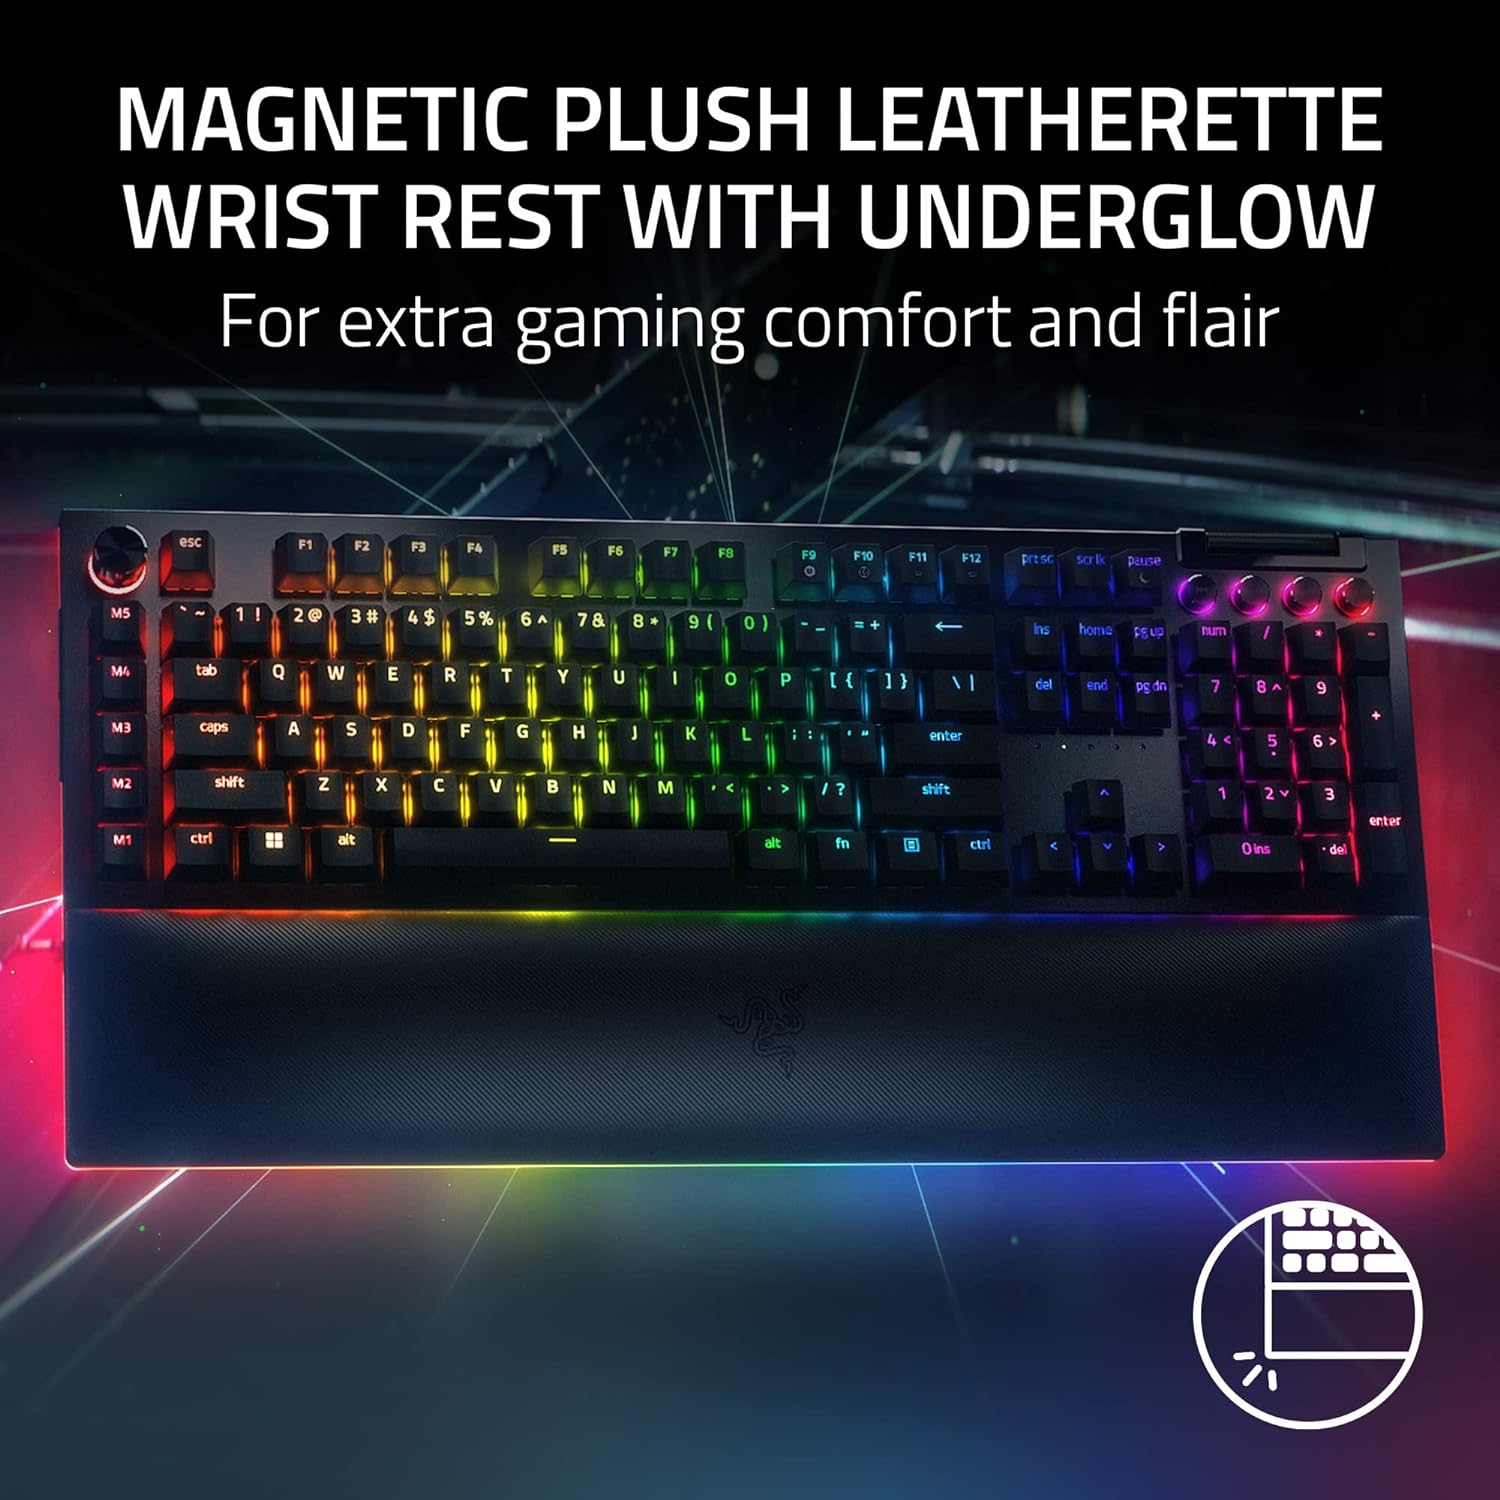 MAGNETIC PLUSH LEATHERETTE
WRIST REST WITH UNDERGLOW
For extra gaming comfort and flair
esc F1 F2 F3 F4 F5 F6 F7 F8 F9 F10 F11 F12 prt sc scr lk pause
M5 ` ~ 1 ! 2 @ 3 # 4 $ 5 % 6 ^ 7 & 8 * 9 ( 0 ) - _ = + ← ins home pg up num / * -
M4 tab Q W E R T Y U I O P [ { ] } \ | del end pg dn 7 8 ^ 9 +
M3 caps A S D F G H J K L ; : ' " enter 4 < 5 6 >
M2 shift Z X C V B N M , < . > / ? shift ^ 1 2 ˅ 3 enter
M1 ctrl alt alt fn ctrl < ˅ > 0 ins . del